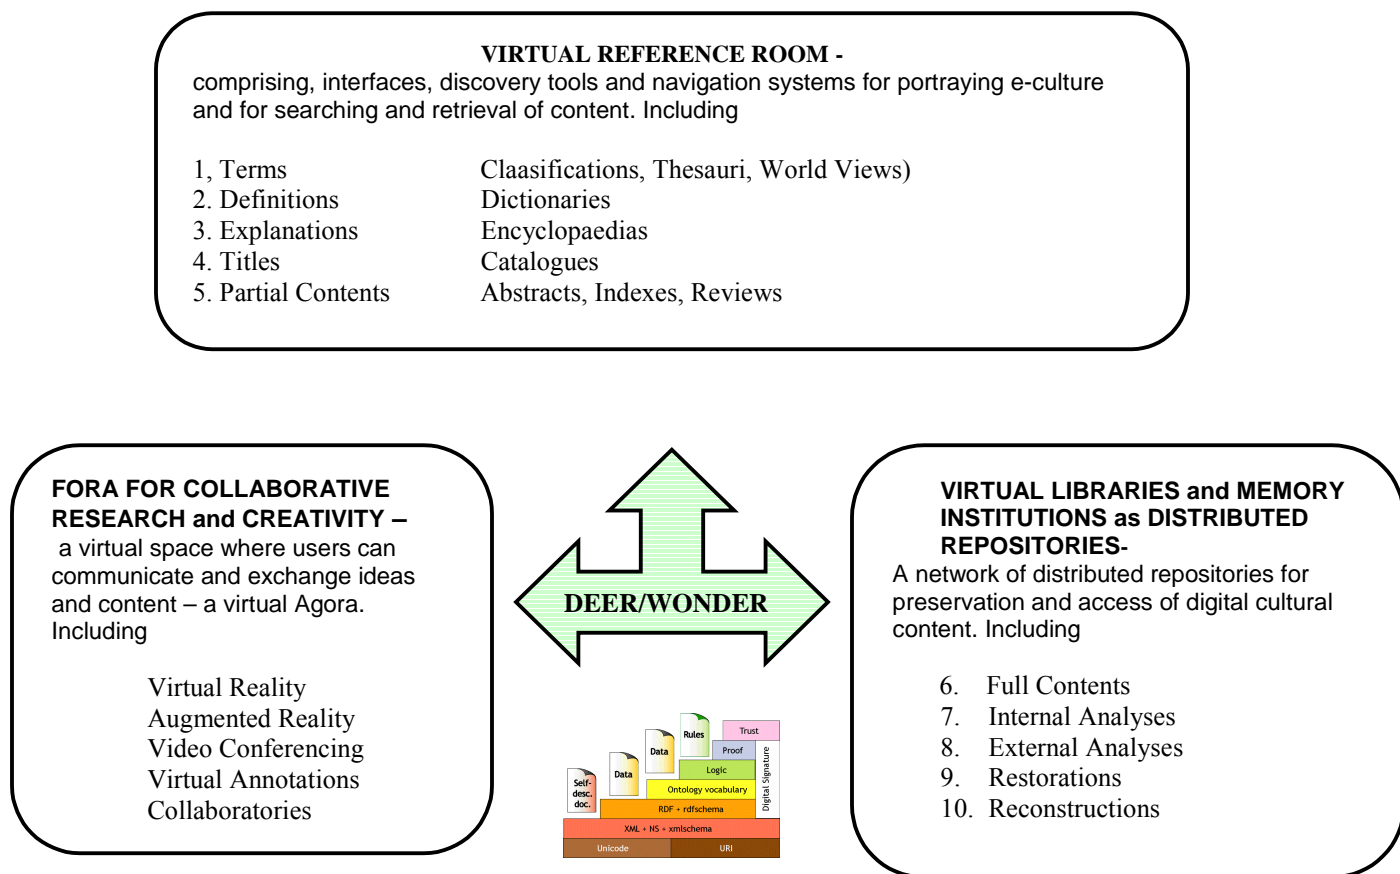 VIRTUAL REFERENCE ROOM -
comprising, interfaces, discovery tools and navigation systems for portraying e-culture
and for searching and retrieval of content. Including
1, Terms Claasifications, Thesauri, World Views)
2. Definitions Dictionaries
3. Explanations Encyclopaedias
4. Titles Catalogues
5. Partial Contents Abstracts, Indexes, Reviews
FORA FOR COLLABORATIVE
RESEARCH and CREATIVITY –
a virtual space where users can
communicate and exchange ideas
and content – a virtual Agora.
Including
Virtual Reality
Augmented Reality
Video Conferencing
Virtual Annotations
Collaboratories
DEER/WONDER
Trust
Rules
Proof
Data
Logic
Data
Digital Signature
Self-
desc.
doc.
Ontology vocabulary
RDF + rdfschema
XML + NS + xmlschema
Unicode URI
VIRTUAL LIBRARIES and MEMORY
INSTITUTIONS as DISTRIBUTED
REPOSITORIES-
A network of distributed repositories for
preservation and access of digital cultural
content. Including
6. Full Contents
7. Internal Analyses
8. External Analyses
9. Restorations
10. Reconstructions